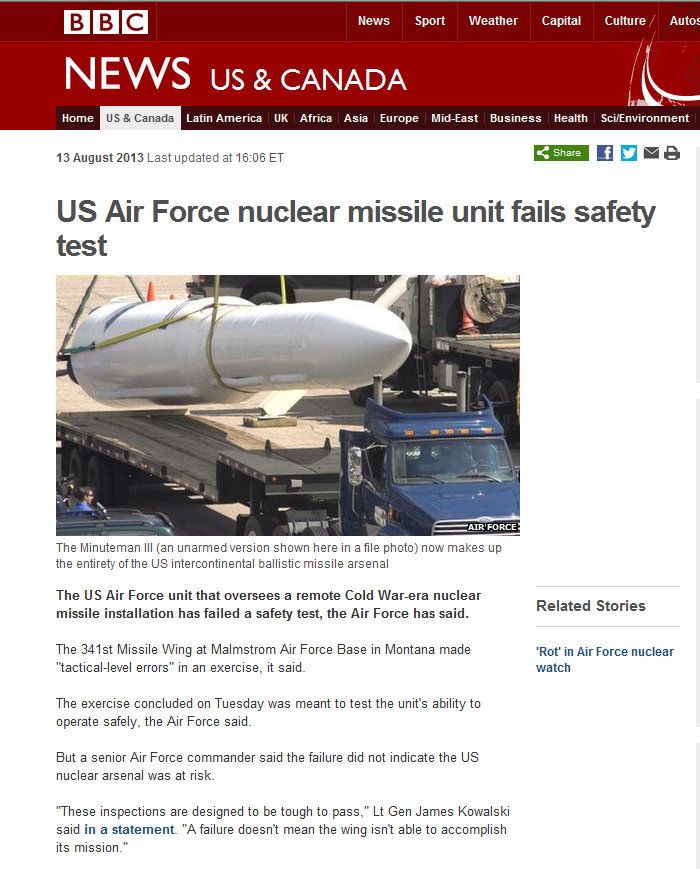 BBC
News Sport Weather Capital Culture Autos
NEWS US & CANADA
Home US & Canada Latin America UK Africa Asia Europe Mid-East Business Health Sci/Environment
13 August 2013 Last updated at 16:06 ET
Share
US Air Force nuclear missile unit fails safety
test
AIR FORCE
The Minuteman III (an unarmed version shown here in a file photo) now makes up
the entirety of the US intercontinental ballistic missile arsenal
The US Air Force unit that oversees a remote Cold War-era nuclear
missile installation has failed a safety test, the Air Force has said.
The 341st Missile Wing at Malmstrom Air Force Base in Montana made
"tactical-level errors" in an exercise, it said.
The exercise concluded on Tuesday was meant to test the unit's ability to
operate safely, the Air Force said.
But a senior Air Force commander said the failure did not indicate the US
nuclear arsenal was at risk.
"These inspections are designed to be tough to pass," Lt Gen James Kowalski
said in a statement. "A failure doesn't mean the wing isn't able to accomplish
its mission."
Related Stories
'Rot' in Air Force nuclear
watch